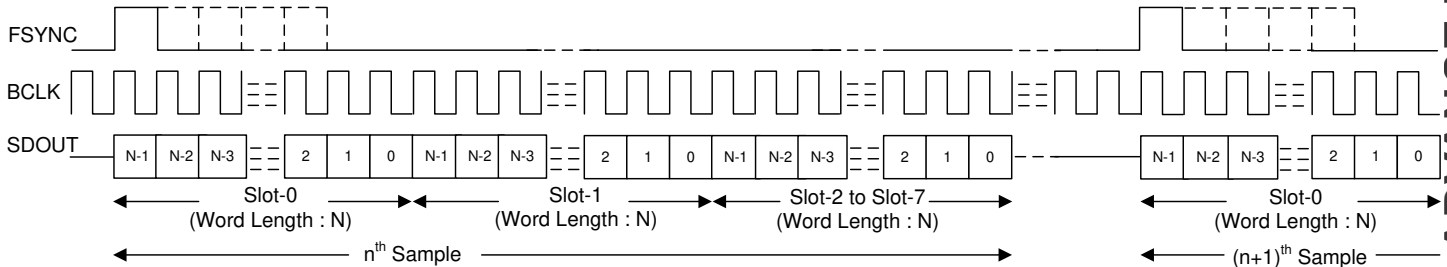 FSYNC
BCLK
SDOUT
N-1 N-2 N-3 2 1 0 N-1 N-2 N-3 2 1 0 N-1 N-2 N-3 2 1 0 N-1 N-2 N-3 2 1 0
Slot-0 Slot-1 Slot-2 to Slot-7 Slot-0
(Word Length : N) (Word Length : N) (Word Length : N) (Word Length : N)
nth Sample (n+1)th Sample